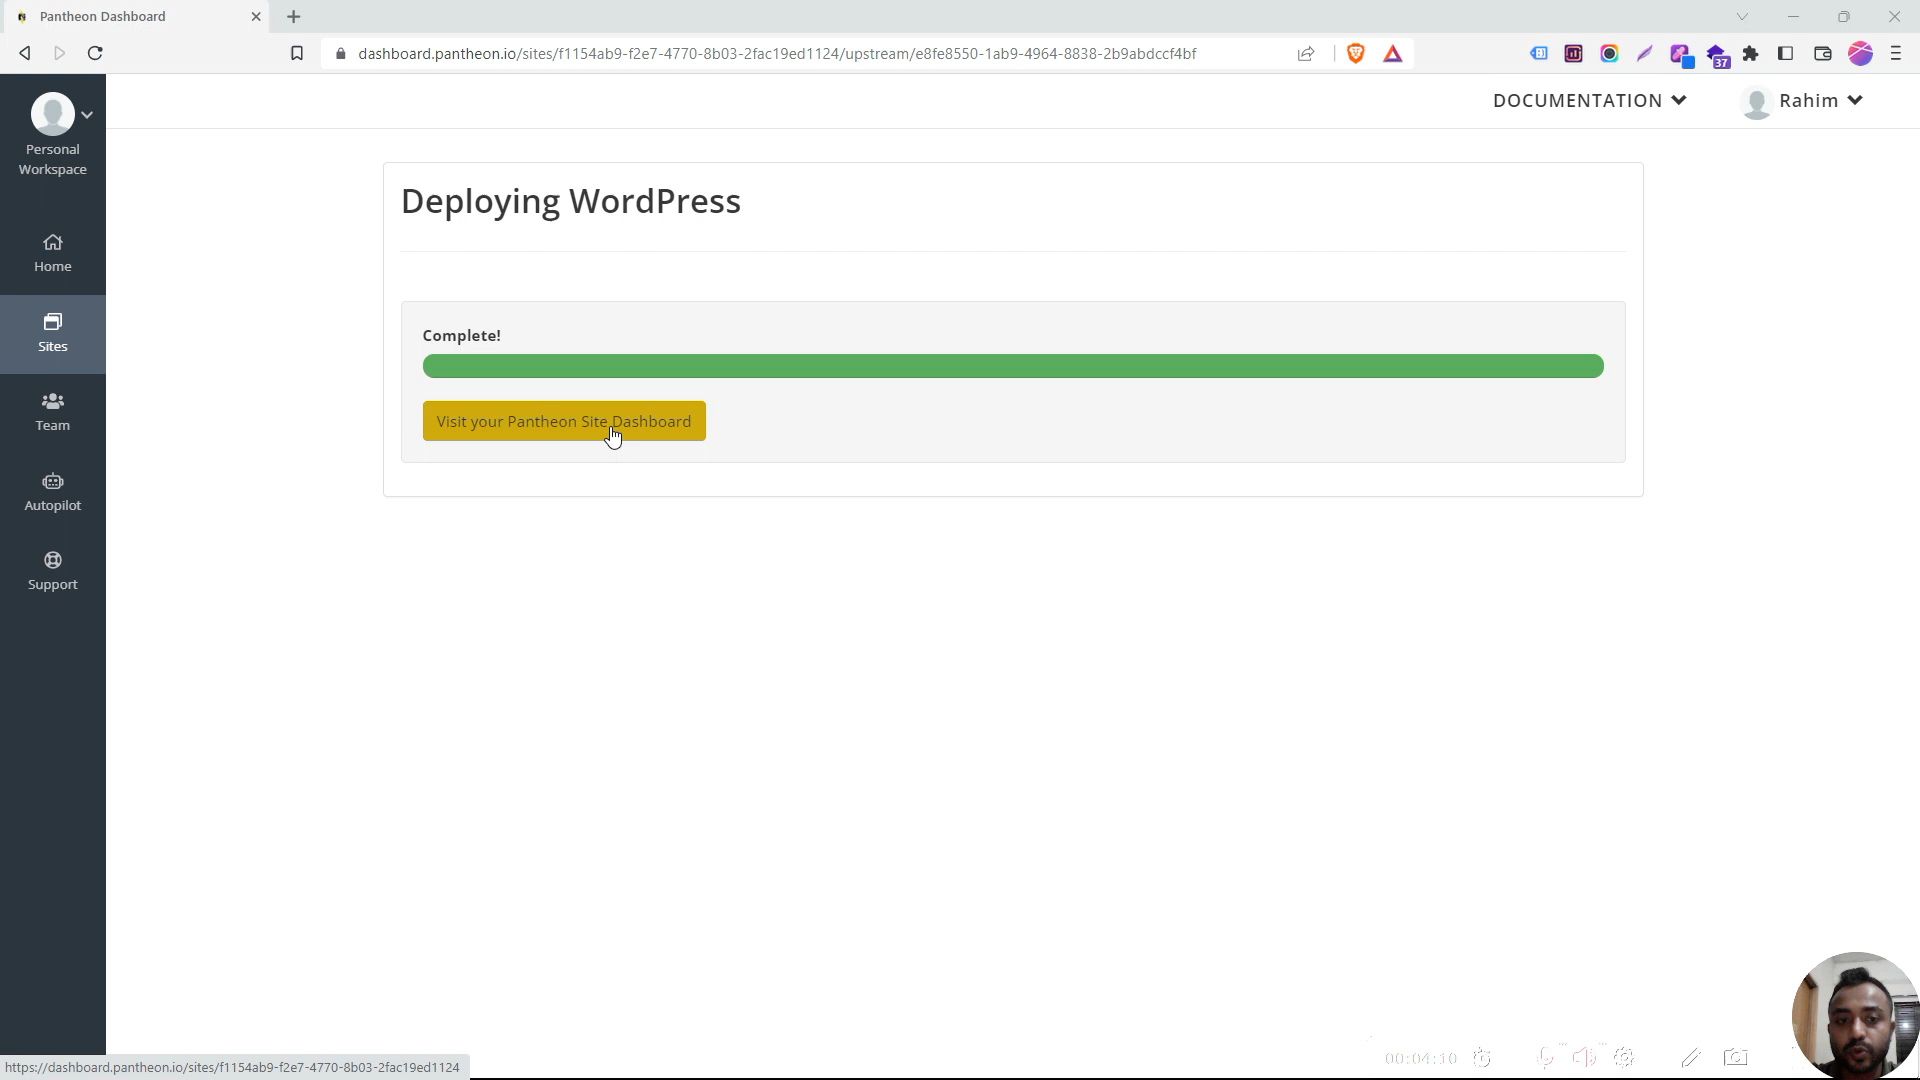 Pantheon Dashboard
dashboard.pantheon.io/sites/f1154ab9-f2e7-4770-8b03-2fac19ed1124/upstream/e8fe8550-1ab9-4964-8838-2b9abdccf4bf
37
DOCUMENTATION
Rahim
Personal
Workspace
Home
Sites
Team
Autopilot
Support
Deploying WordPress
Complete!
Visit your Pantheon Site Dashboard
00:04:10
https://dashboard.pantheon.io/sites/f1154ab9-f2e7-4770-8b03-2fac19ed1124